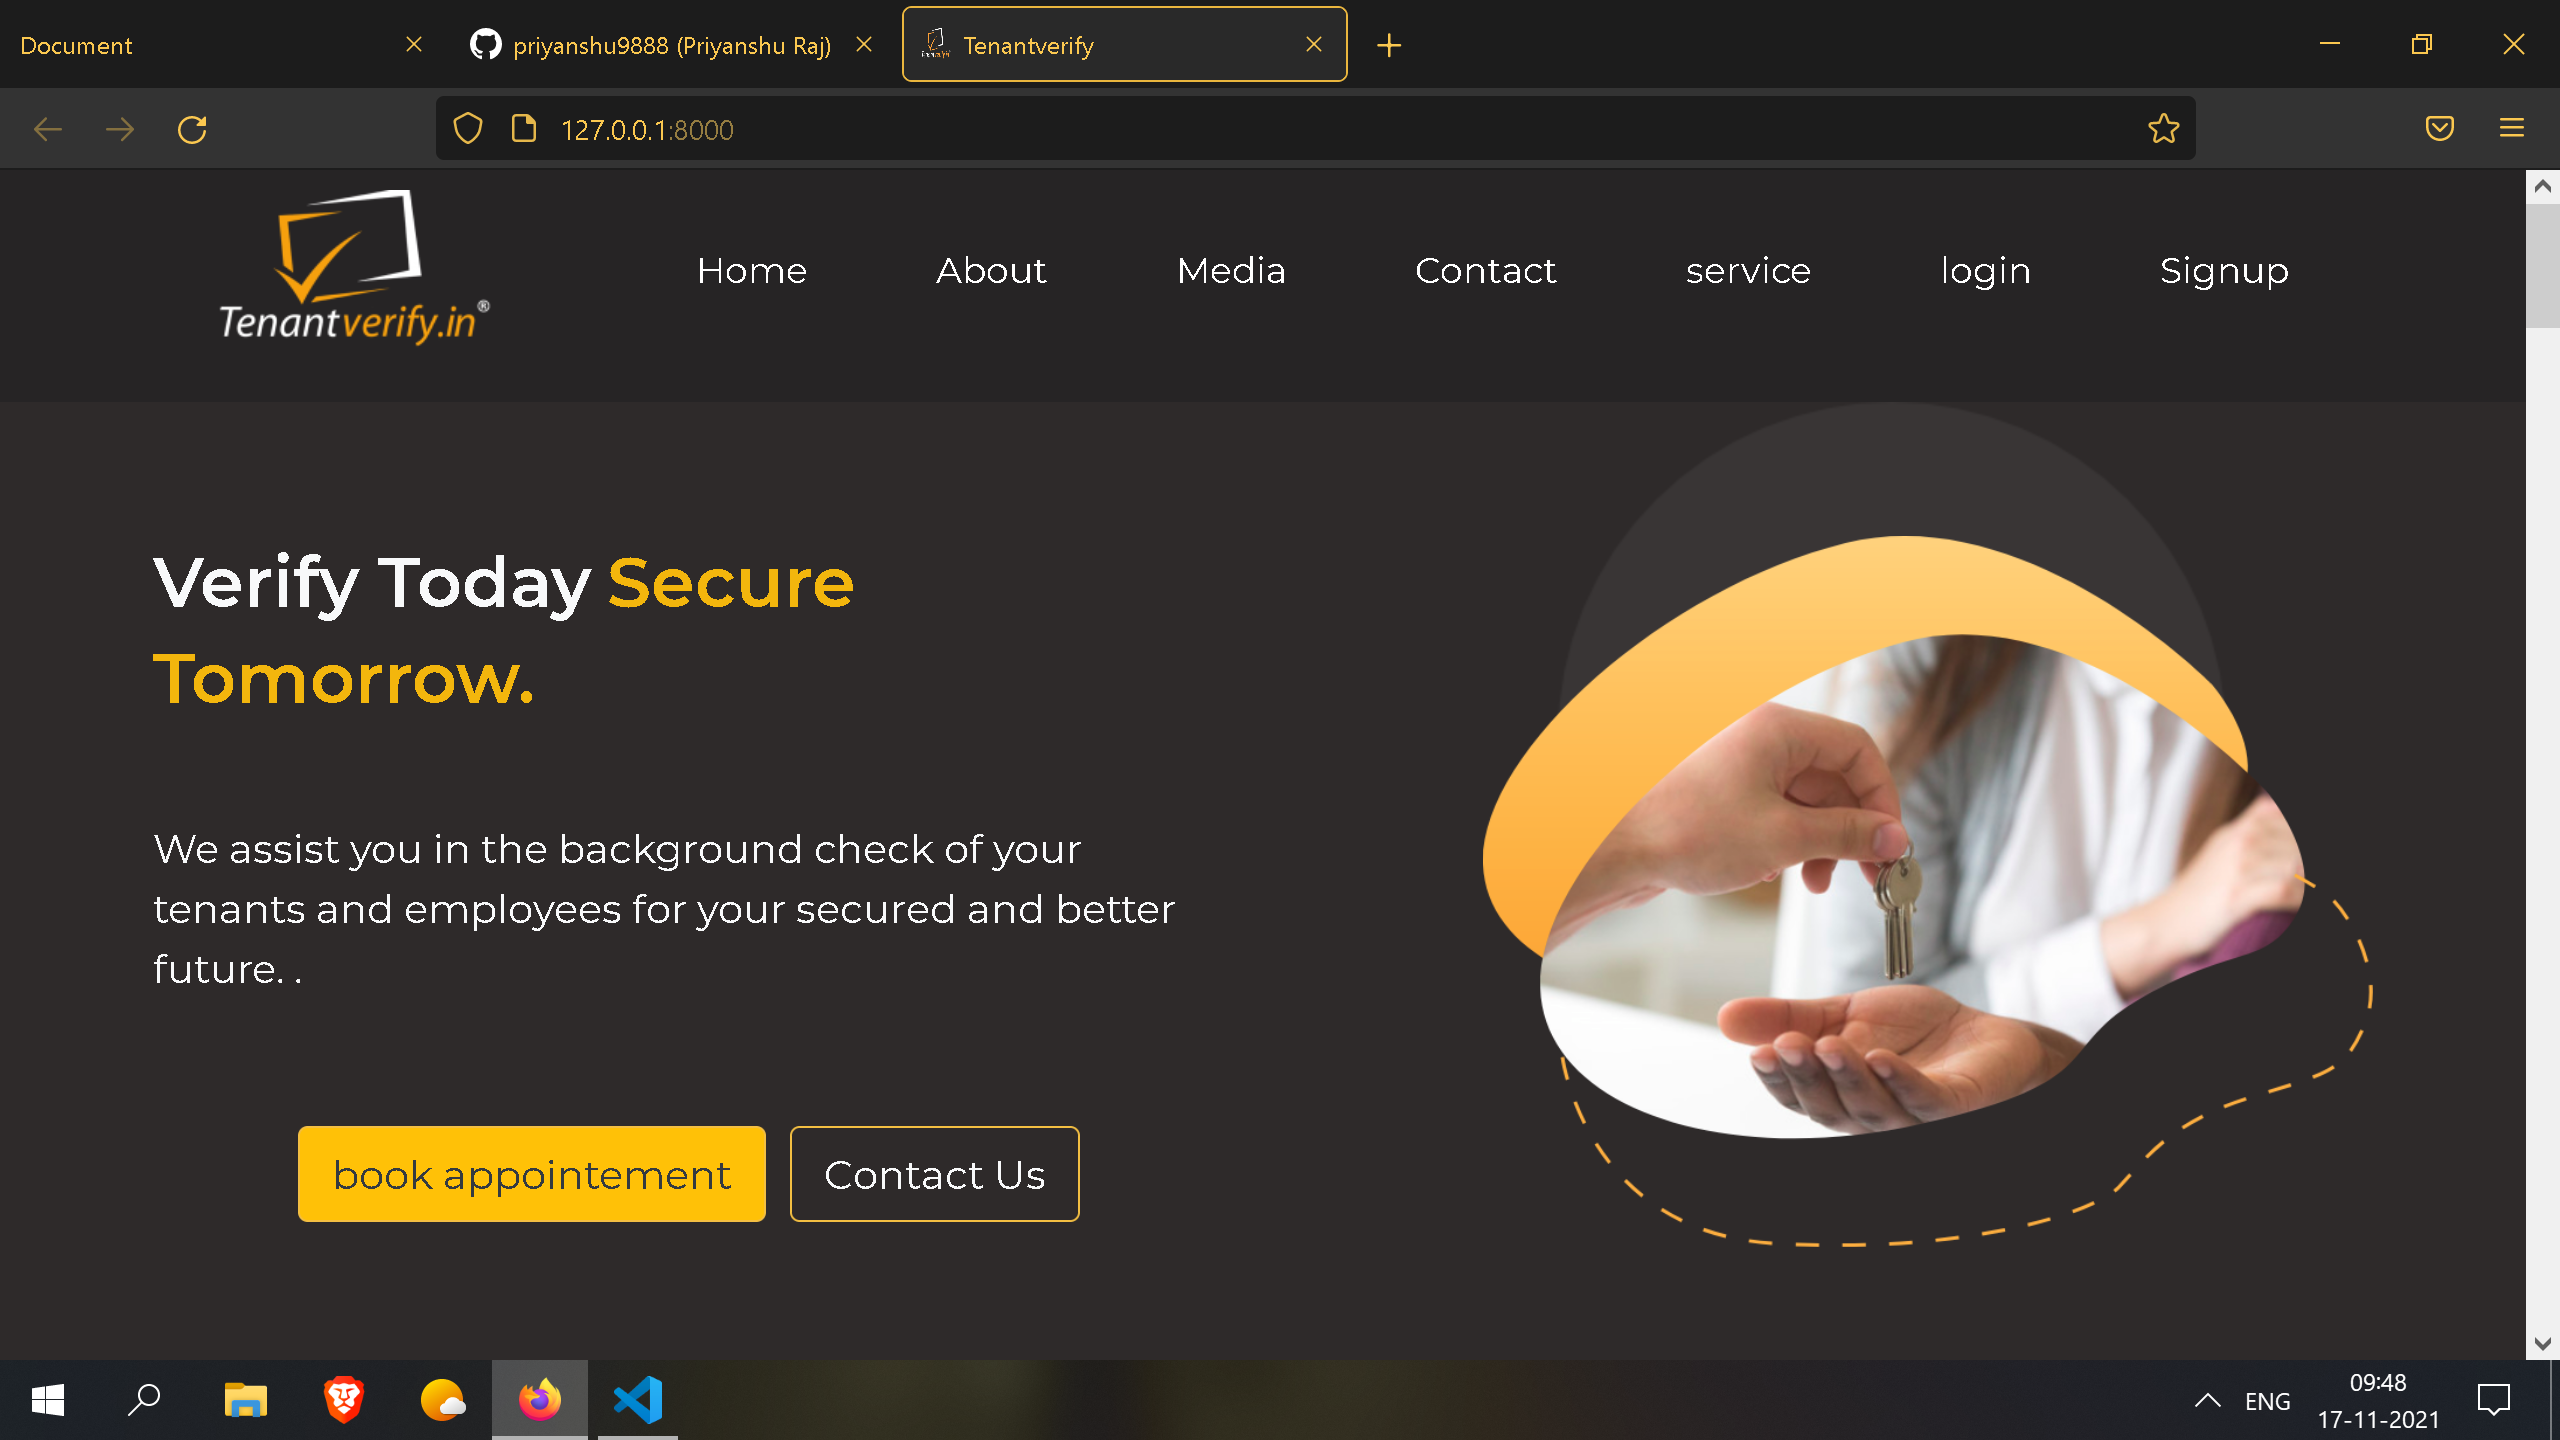 Document
priyanshu9888 (Priyanshu Raj)
Tenantverify
127.0.0.1:8000
Tenantverify.in®
Home
About
Media
Contact
service
login
Signup
Verify Today Secure
Tomorrow.
We assist you in the background check of your
tenants and employees for your secured and better
future. .
book appointement
Contact Us
ENG
09:48
17-11-2021